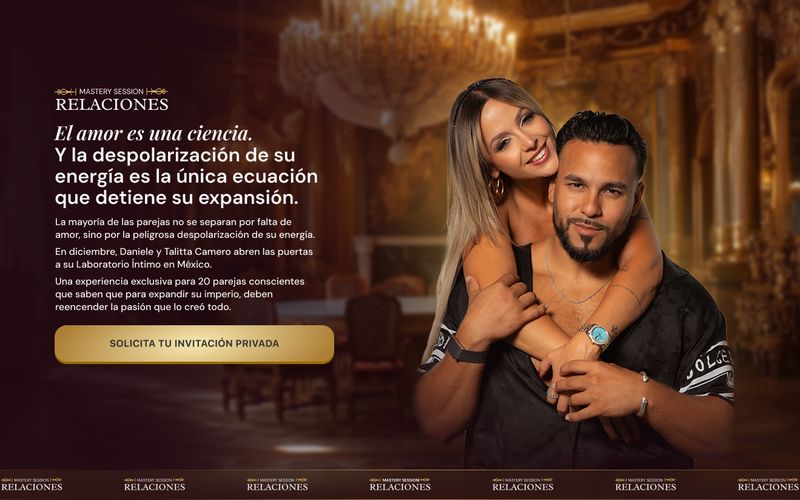 MASTERY SESSION
RELACIONES
El amor es una ciencia.
Y la despolarización de su
energía es la única ecuación
que detiene su expansión.
La mayoría de las parejas no se separan por falta de
amor, sino por la peligrosa despolarización de su energía.
En diciembre, Daniele y Talitta Camero abren las puertas
a su Laboratorio Íntimo en México.
Una experiencia exclusiva para 20 parejas conscientes
que saben que para expandir su imperio, deben
reencender la pasión que lo creó todo.
SOLICITA TU INVITACIÓN PRIVADA
MASTERY SESSION
RELACIONES
MASTERY SESSION
RELACIONES
MASTERY SESSION
RELACIONES
MASTERY SESSION
RELACIONES
MASTERY SESSION
RELACIONES
MASTERY SESSION
RELACIONES
MASTERY SESSION
RELACIONES